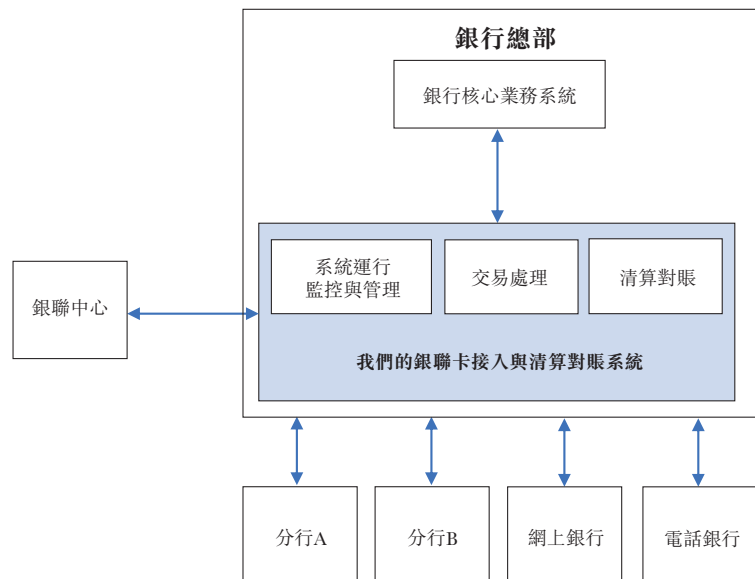 銀行總部
銀行核心業務系統
系統運行
監控與管理
交易處理
清算對賬
銀聯中心
我們的銀聯卡接入與清算對賬系統
分行A
分行B
網上銀行
電話銀行